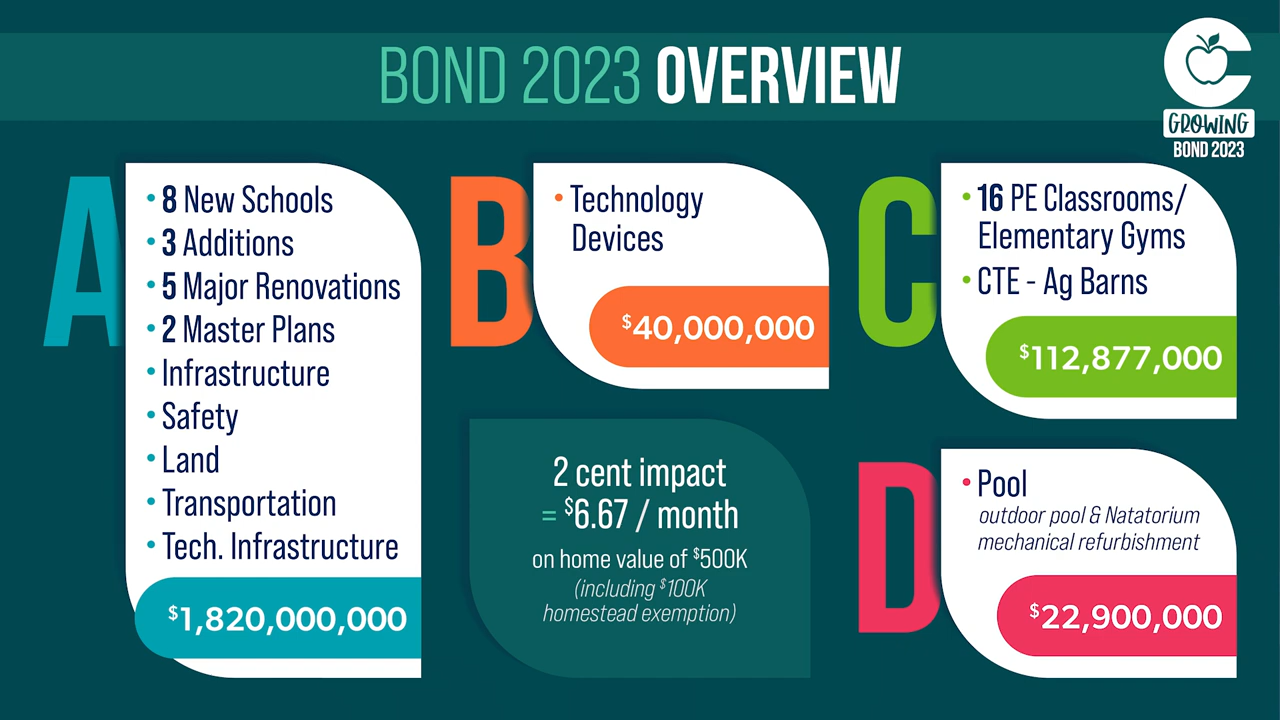 BOND 2023 OVERVIEW
C
GROWING
BOND 2023
A
• 8 New Schools
• 3 Additions
• 5 Major Renovations
• 2 Master Plans
• Infrastructure
• Safety
• Land
• Transportation
• Tech. Infrastructure
$1,820,000,000
B
• Technology
Devices
$40,000,000
C
• 16 PE Classrooms/
Elementary Gyms
• CTE - Ag Barns
$112,877,000
2 cent impact
= $6.67 / month
on home value of $500K
(including $100K
homestead exemption)
D
• Pool
outdoor pool & Natatorium
mechanical refurbishment
$22,900,000